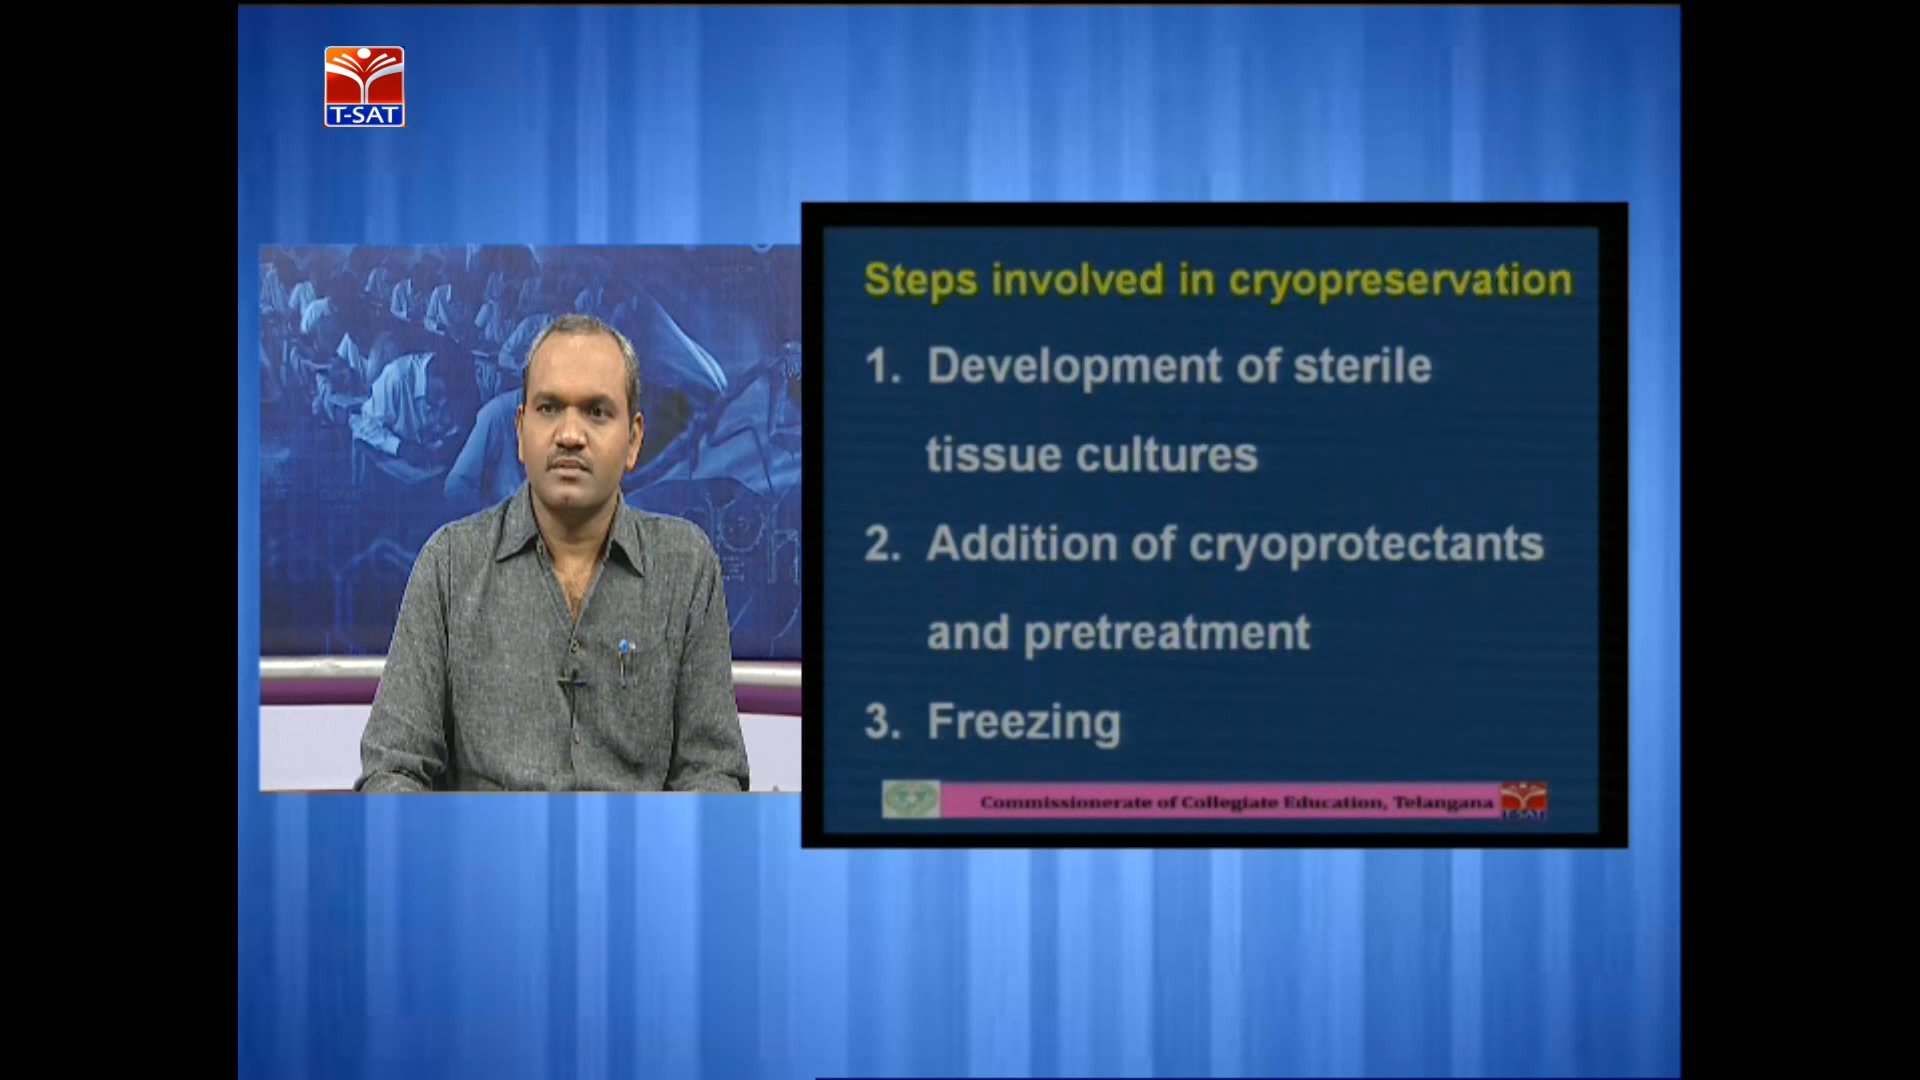 T-SAT
Steps involved in cryopreservation
1. Development of sterile
tissue cultures
2. Addition of cryoprotectants
and pretreatment
3. Freezing
Commissionerate of Collegiate Education, Telangana
T-SAT